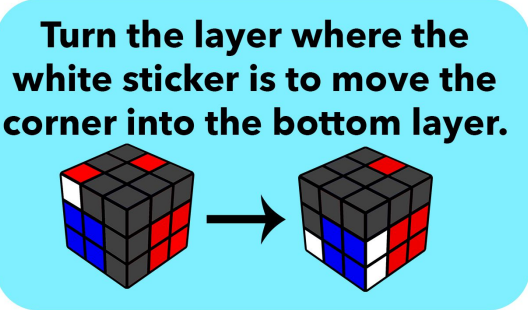 Turn the layer where the
white sticker is to move the
corner into the bottom layer.